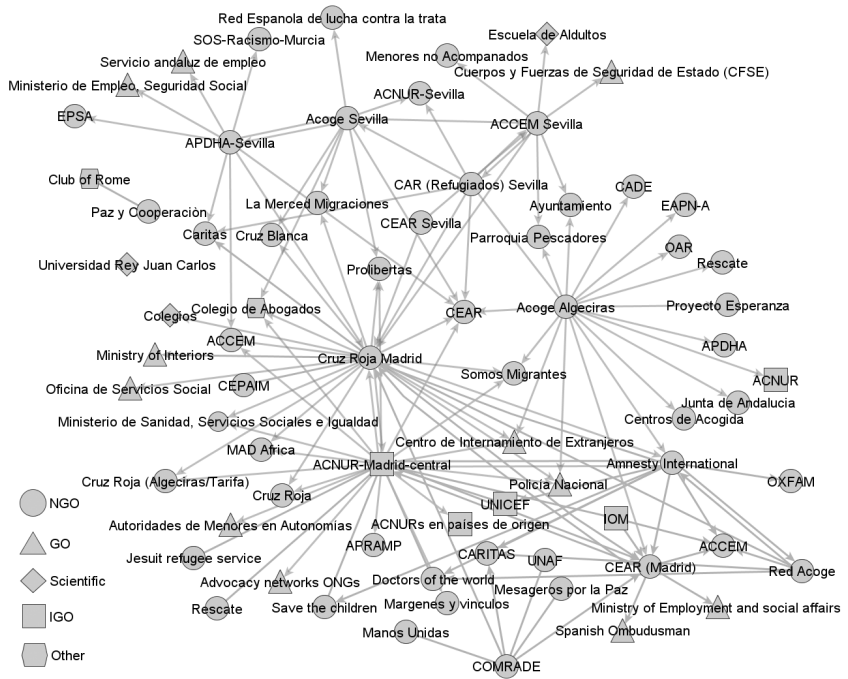 Red Espanola de lucha contra la trata
Escuela de Aldultos
SOS-Racismo-Murcia
Menores no Acompanados
Servicio andaluz de empleo
Cuerpos y Fuerzas de Seguridad de Estado (CFSE)
Ministerio de Empleo, Seguridad Social
ACNUR-Sevilla
EPSA
Acoge Sevilla
ACCEM Sevilla
APDHA-Sevilla
Club of Rome
CAR (Refugiados) Sevilla
CADE
La Merced Migraciones
Ayuntamiento
EAPN-A
Paz y Cooperaciòn
CEAR Sevilla
Caritas
Cruz Blanca
Parroquia Pescadores
OAR
Universidad Rey Juan Carlos
Prolibertas
Rescate
Colegios
Colegio de Abogados
CEAR
Acoge Algeciras
Proyecto Esperanza
ACCEM
APDHA
Ministry of Interiors
Cruz Roja Madrid
Somos Migrantes
ACNUR
Oficina de Servicios Social
CEPAIM
Junta de Andalucia
Ministerio de Sanidad, Servicios Sociales e Igualdad
Centros de Acogida
MAD Africa
Centro de Internamiento de Extranjeros
ACNUR-Madrid-central
Amnesty International
Cruz Roja (Algeciras/Tarifa)
Policia Nacional
OXFAM
Cruz Roja
UNICEF
NGO
Autoridades de Menores en Autonomias
ACNURs en países de origen
IOM
GO
APRAMP
ACCEM
Jesuit refugee service
CARITAS
UNAF
CEAR (Madrid)
Red Acoge
Scientific
Advocacy networks ONGs
Doctors of the world
Mesageros por la Paz
Rescate
Save the children
Margenes y vinculos
Ministry of Employment and social affairs
IGO
Manos Unidas
Spanish Ombudusman
Other
COMRADE